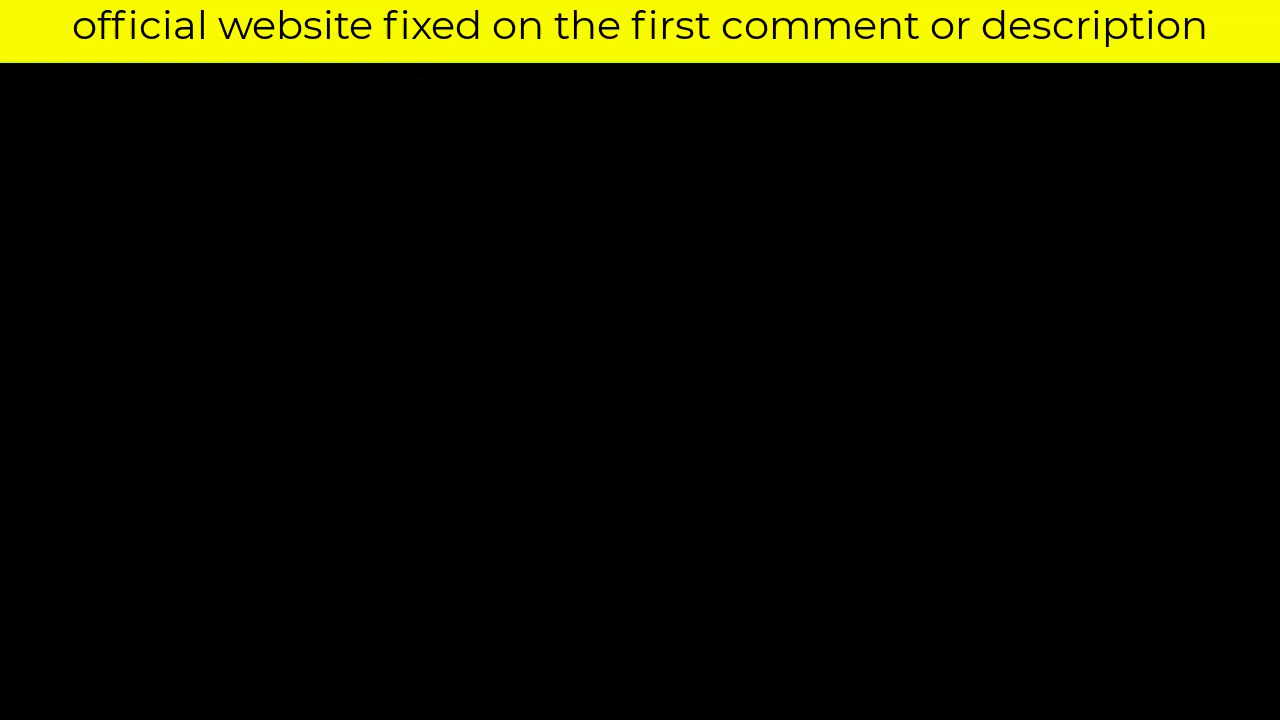 official website fixed on the first comment or description